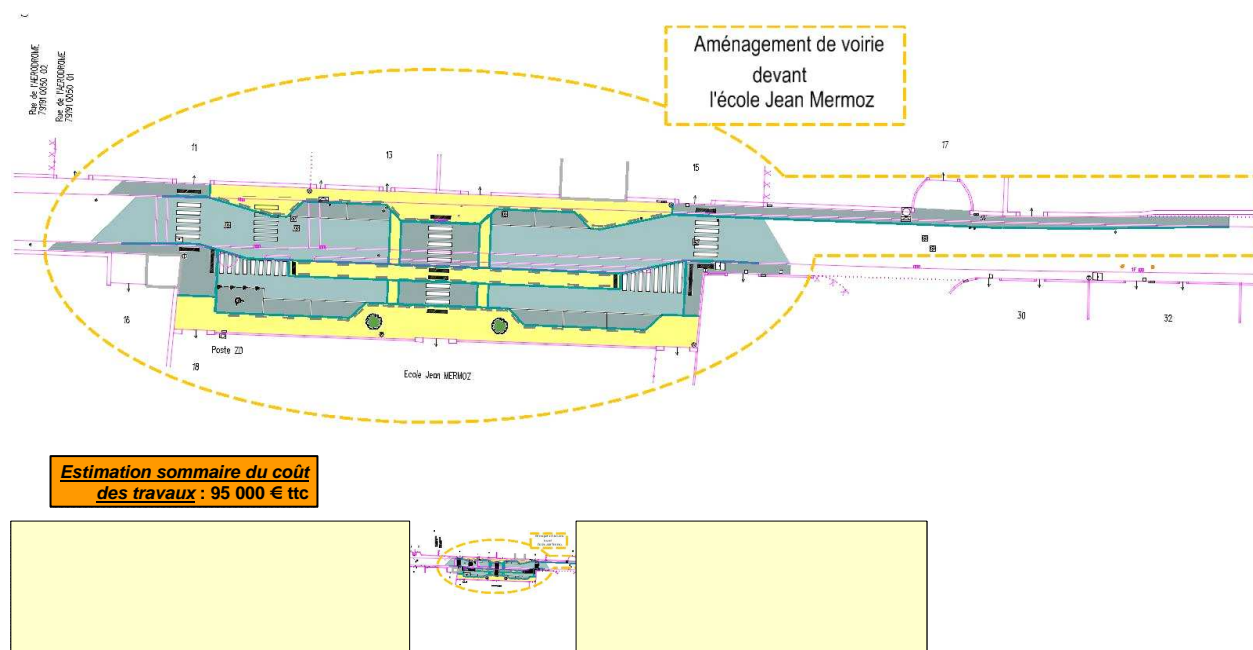 Aménagement de voirie
devant
l'école Jean Mermoz
Rue de l'AERODROME
Rue de l'AERODROME
11
13
15
17
16
18
Poste ZD
Ecole Jean MERMOZ
30
32
Estimation sommaire du coût
des travaux : 95 000 € ttc